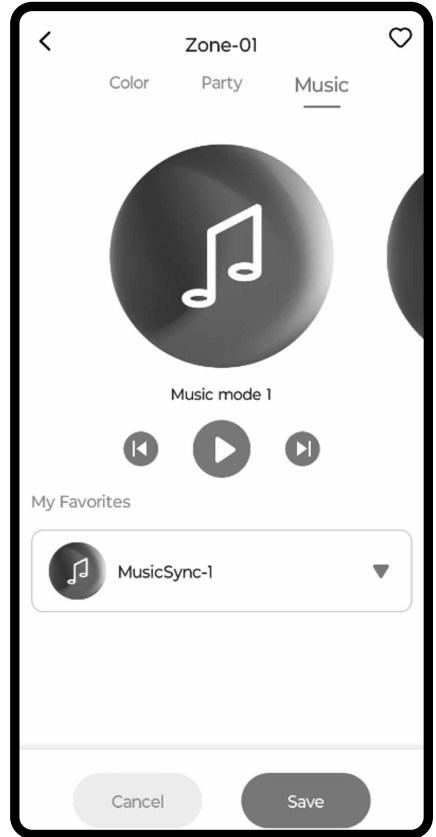 Zone-01
Color Party Music
Music mode 1
My Favorites
MusicSync-1
Cancel Save